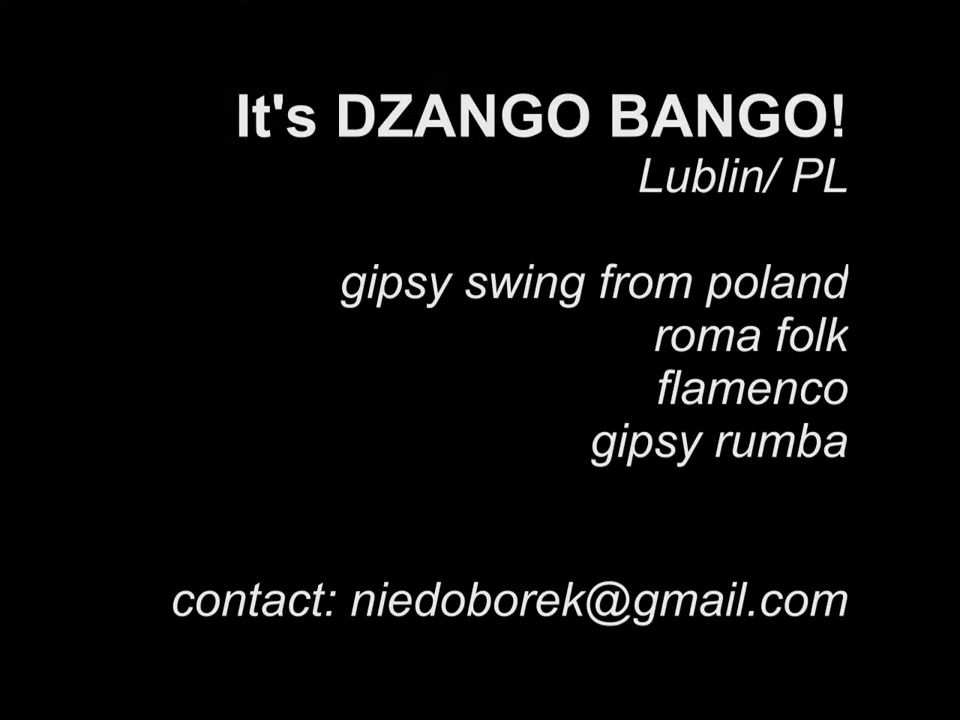 It's DZANGO BANGO!
Lublin/ PL
gipsy swing from poland
roma folk
flamenco
gipsy rumba
contact: niedoborek@gmail.com